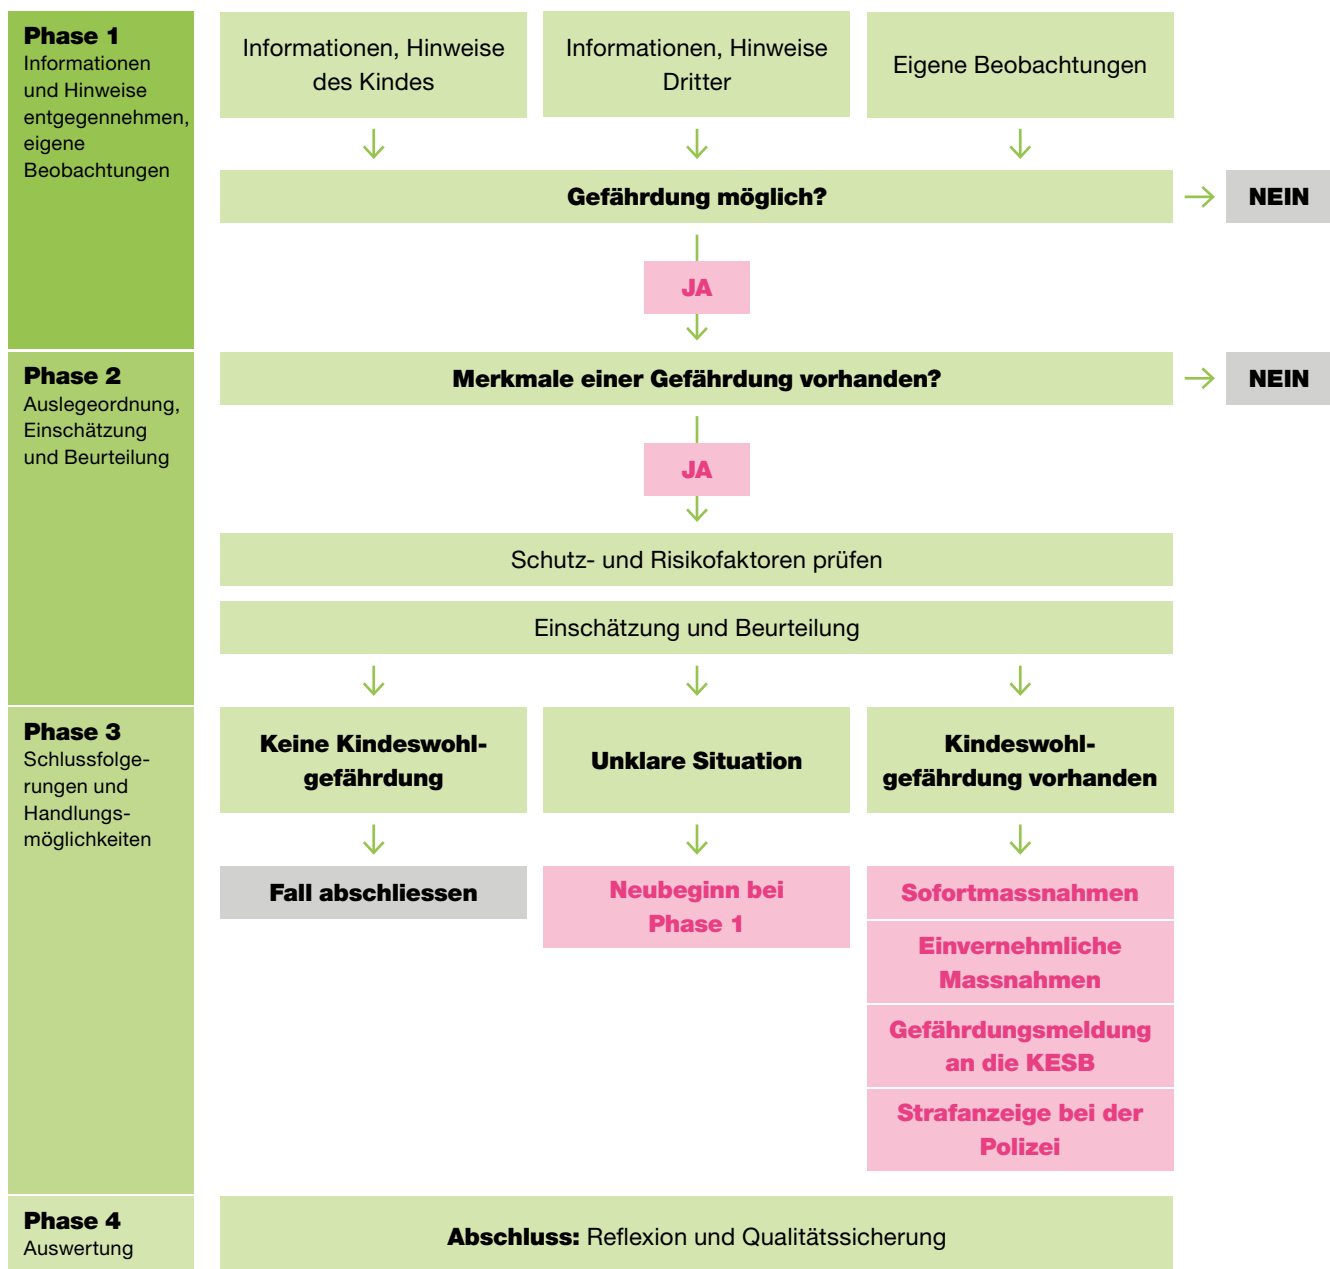 Phase 1
Informationen
und Hinweise
entgegennehmen,
eigene
Beobachtungen
Informationen, Hinweise
des Kindes
Informationen, Hinweise
Dritter
Eigene Beobachtungen
Gefährdung möglich?
NEIN
JA
Phase 2
Auslegeordnung,
Einschätzung
und Beurteilung
Merkmale einer Gefährdung vorhanden?
NEIN
JA
Schutz- und Risikofaktoren prüfen
Einschätzung und Beurteilung
Phase 3
Schlussfolge-
rungen und
Handlungs-
möglichkeiten
Keine Kindeswohl-
gefährdung
Unklare Situation
Kindeswohl-
gefährdung vorhanden
Fall abschliessen
Neubeginn bei
Phase 1
Sofortmassnahmen
Einvernehmliche
Massnahmen
Gefährdungsmeldung
an die KESB
Strafanzeige bei der
Polizei
Phase 4
Auswertung
Abschluss: Reflexion und Qualitätssicherung